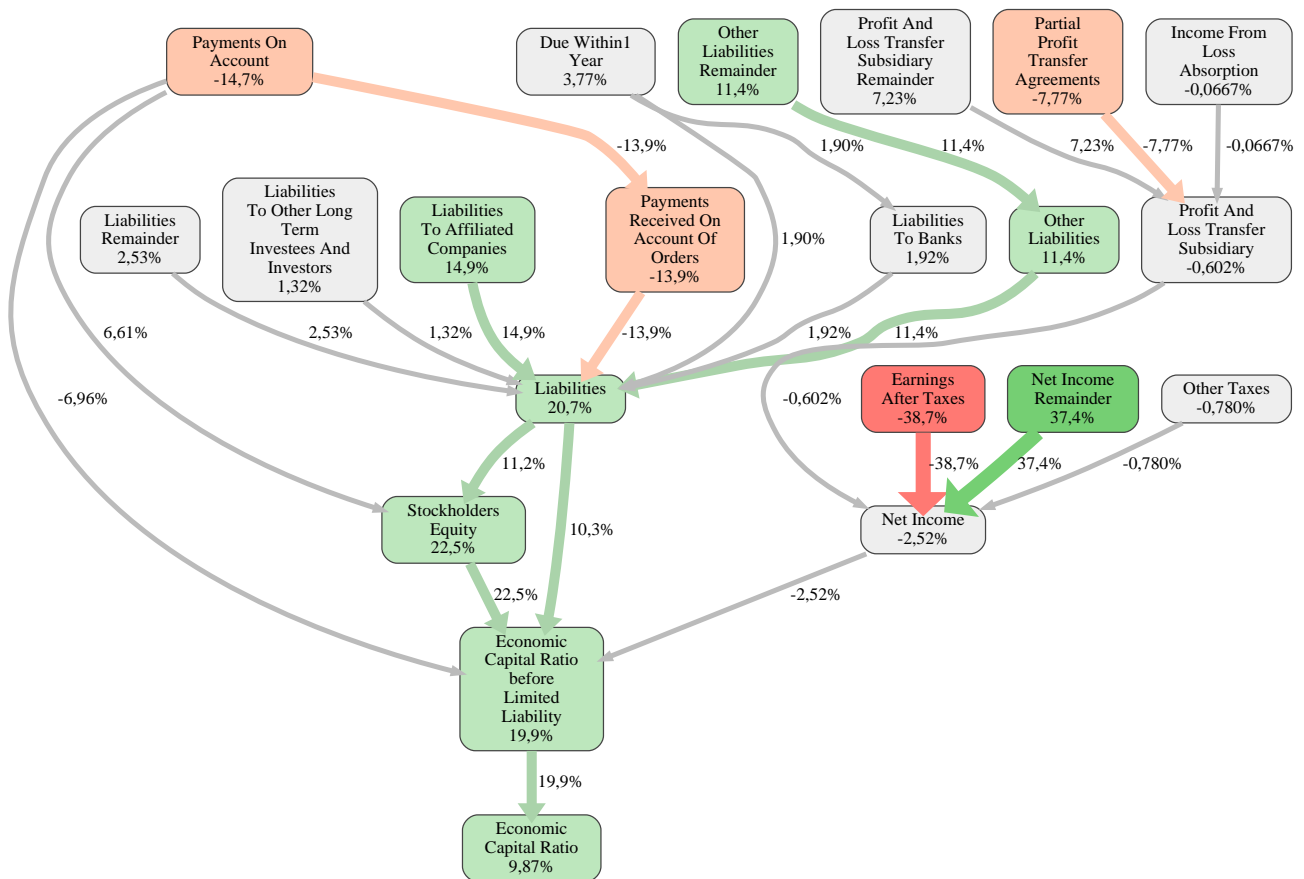 Payments On
Account
-14,7%
Due Within1
Year
3,77%
Other
Liabilities
Remainder
11,4%
Profit And
Loss Transfer
Subsidiary
Remainder
7,23%
Partial
Profit
Transfer
Agreements
-7,77%
Income From
Loss
Absorption
-0,0667%
-13,9%
1,90%
11,4%
7,23%
-7,77%
-0,0667%
Liabilities
Remainder
2,53%
Liabilities
To Other Long
Term
Investees And
Investors
1,32%
Liabilities
To Affiliated
Companies
14,9%
Payments
Received On
Account Of
Orders
-13,9%
1,90%
Liabilities
To Banks
1,92%
Other
Liabilities
11,4%
Profit And
Loss Transfer
Subsidiary
-0,602%
6,61%
2,53%
1,32%
14,9%
-13,9%
1,92%
11,4%
-6,96%
Liabilities
20,7%
-0,602%
Earnings
After Taxes
-38,7%
Net Income
Remainder
37,4%
Other Taxes
-0,780%
11,2%
-38,7%
37,4%
-0,780%
Stockholders
Equity
22,5%
10,3%
Net Income
-2,52%
22,5%
-2,52%
Economic
Capital Ratio
before
Limited
Liability
19,9%
19,9%
Economic
Capital Ratio
9,87%